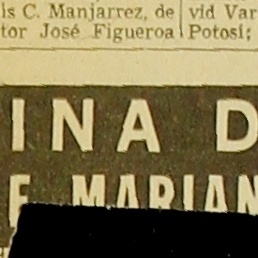 is C. Manjarrez, de
tor José Figueroa
vid Var
Potosí;
INA D
E MARIAN